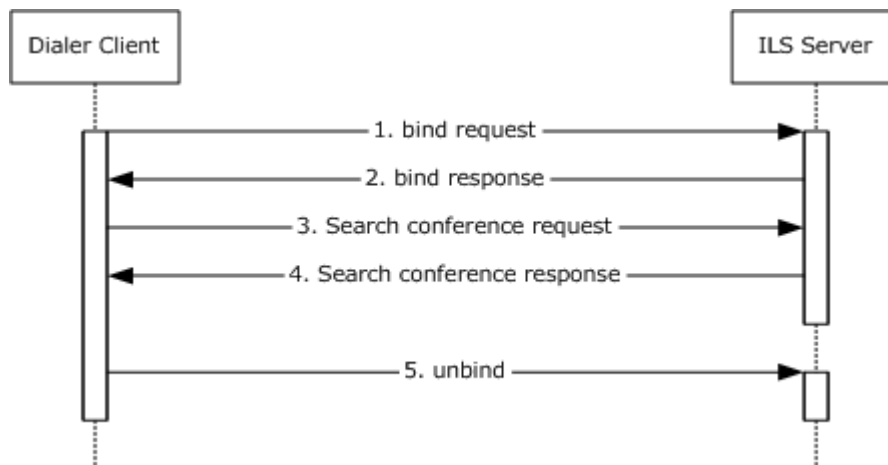 Dialer Client
ILS Server
1. bind request
2. bind response
3. Search conference request
4. Search conference response
5. unbind